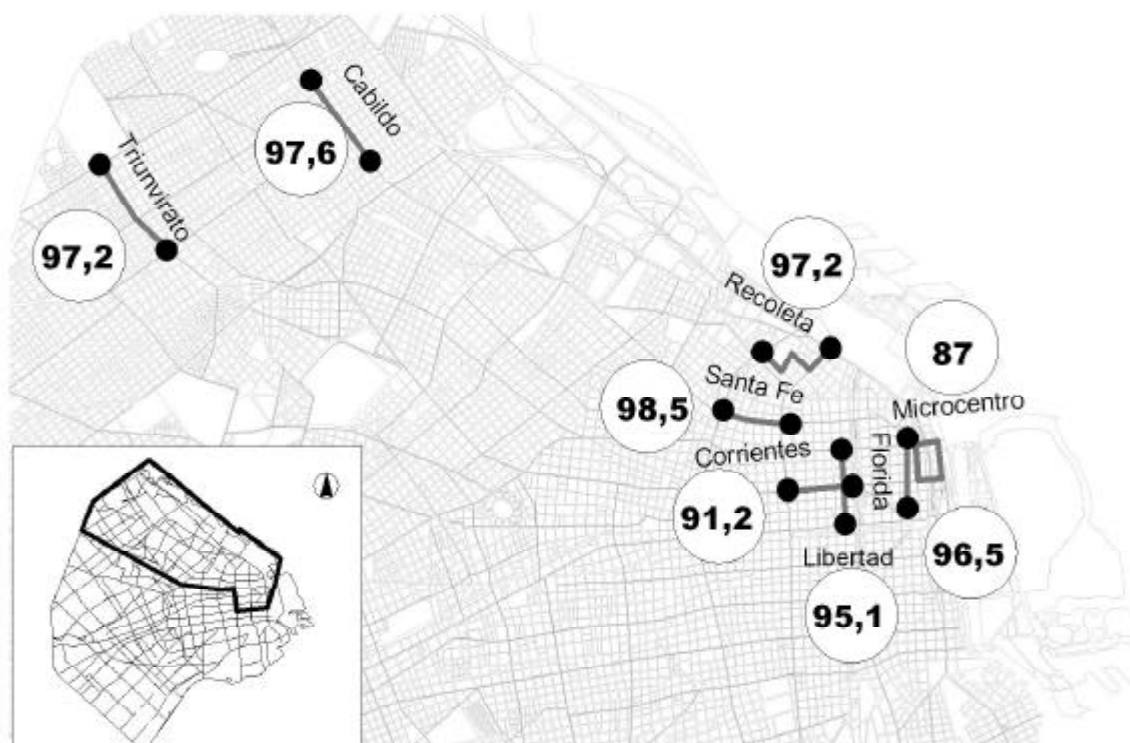 Cabildo
97,6
Triunvirato
97,2
97,2
Recoleta
87
Microcentro
Santa Fe
98,5
Corrientes
91,2
Florida
96,5
Libertad
95,1